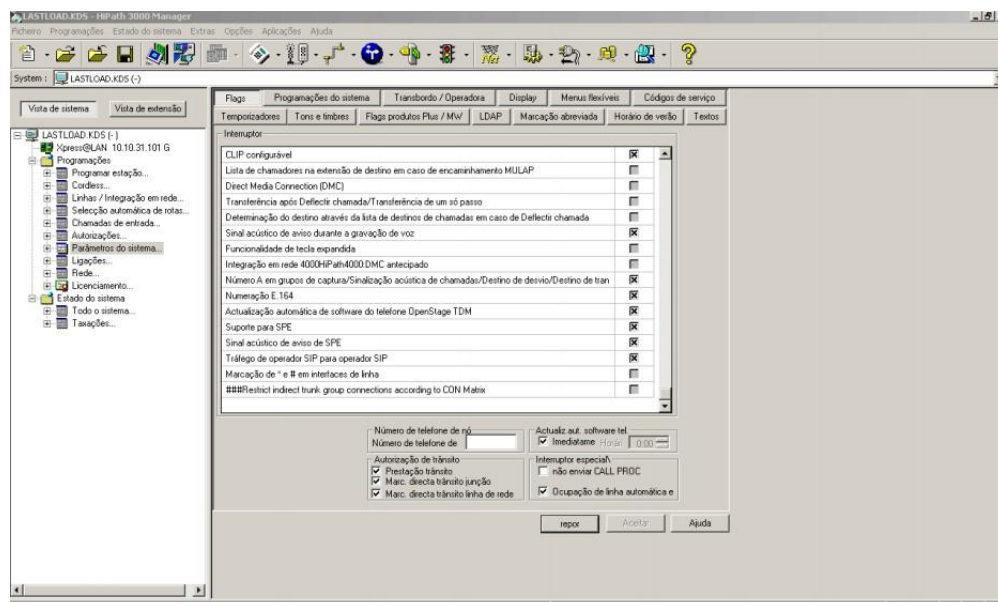 LASTLOAD.KDS - HiPath 3000 Manager
Ficheiro Programações Estado do sistema Extras Opções Aplicações Ajuda
Net
System : LASTLOAD.KDS (-)
Vista de sistema Vista de extensão
LASTLOAD.KDS (-)
Xpress@LAN 10.10.31.101 G
Programações
Programar estação...
Cordless...
Linhas / Integração em rede...
Selecção automática de rotas...
Chamadas de entrada...
Autorizações...
Parâmetros do sistema...
Ligações...
Rede...
Licenciamento...
Estado do sistema
Todo o sistema...
Taxações...
Flags Programações do sistema Transbordo / Operadora Display Menus flexíveis Códigos de serviço
Temporizadores Tons e timbres Flags produtos Plus / MW LDAP Marcação abreviada Horário de verão Textos
Interruptor
CLIP configurável
Lista de chamadores na extensão de destino em caso de encaminhamento MULAP
Direct Media Connection (DMC)
Transferência após Deflectir chamada/Transferência de um só passo
Determinação do destino através da lista de destinos de chamadas em caso de Deflectir chamada
Sinal acústico de aviso durante a gravação de voz
Funcionalidade de tecla expandida
Integração em rede 4000HiPath4000:DMC antecipado
Número A em grupos de captura/Sinalização acústica de chamadas/Destino de desvio/Destino de tran
Numeração E.164
Actualização automática de software do telefone OpenStage TDM
Suporte para SPE
Sinal acústico de aviso de SPE
Tráfego de operador SIP para operador SIP
Marcação de * e # em interfaces de linha
###Restrict indirect trunk group connections according to CON Matrix
Número de telefone de nó
Número de telefone de
Actualiz.aut. software tel.
Imediatame Horár 0:00
Autorização de trânsito
Prestação trânsito
Marc. directa trânsito junção
Marc. directa trânsito linha de rede
Interruptor especial\
não enviar CALL PROC
Ocupação de linha automática e
repor Aceitar Ajuda